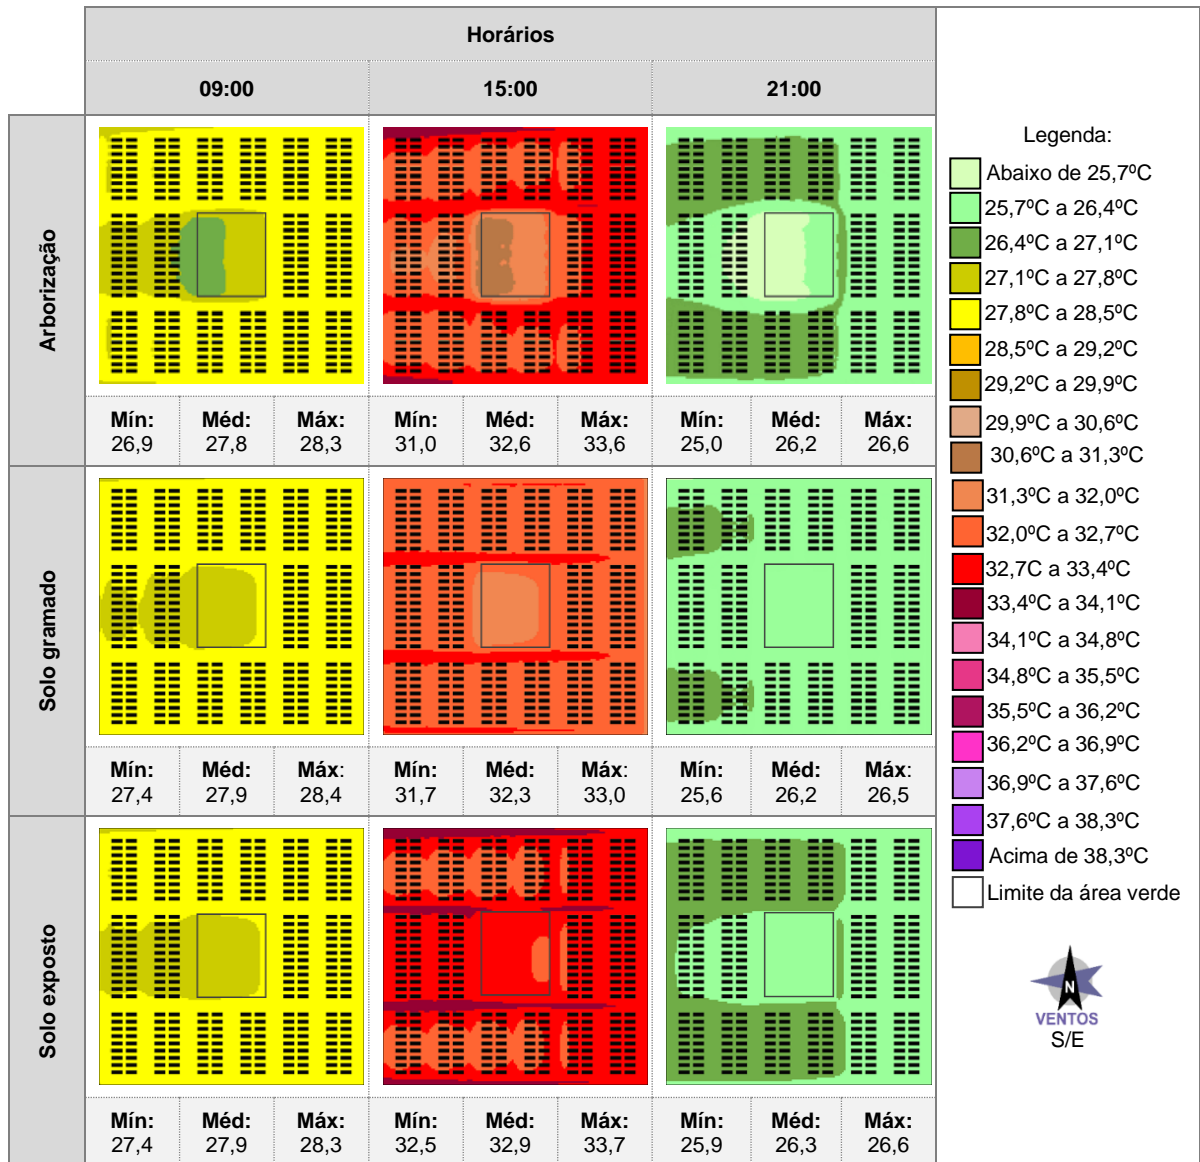 Horários
09:00 15:00 21:00
Arborização
Mín: Méd: Máx: Mín: Méd: Máx: Mín: Méd: Máx:
26,9 27,8 28,3 31,0 32,6 33,6 25,0 26,2 26,6
Solo gramado
Mín: Méd: Máx: Mín: Méd: Máx: Mín: Méd: Máx:
27,4 27,9 28,4 31,7 32,3 33,0 25,6 26,2 26,5
Solo exposto
Mín: Méd: Máx: Mín: Méd: Máx: Mín: Méd: Máx:
27,4 27,9 28,3 32,5 32,9 33,7 25,9 26,3 26,6
Legenda:
Abaixo de 25,7ºC
25,7ºC a 26,4ºC
26,4ºC a 27,1ºC
27,1ºC a 27,8ºC
27,8ºC a 28,5ºC
28,5ºC a 29,2ºC
29,2ºC a 29,9ºC
29,9ºC a 30,6ºC
30,6ºC a 31,3ºC
31,3ºC a 32,0ºC
32,0ºC a 32,7ºC
32,7C a 33,4ºC
33,4ºC a 34,1ºC
34,1ºC a 34,8ºC
34,8ºC a 35,5ºC
35,5ºC a 36,2ºC
36,2ºC a 36,9ºC
36,9ºC a 37,6ºC
37,6ºC a 38,3ºC
Acima de 38,3ºC
Limite da área verde
N
VENTOS
S/E